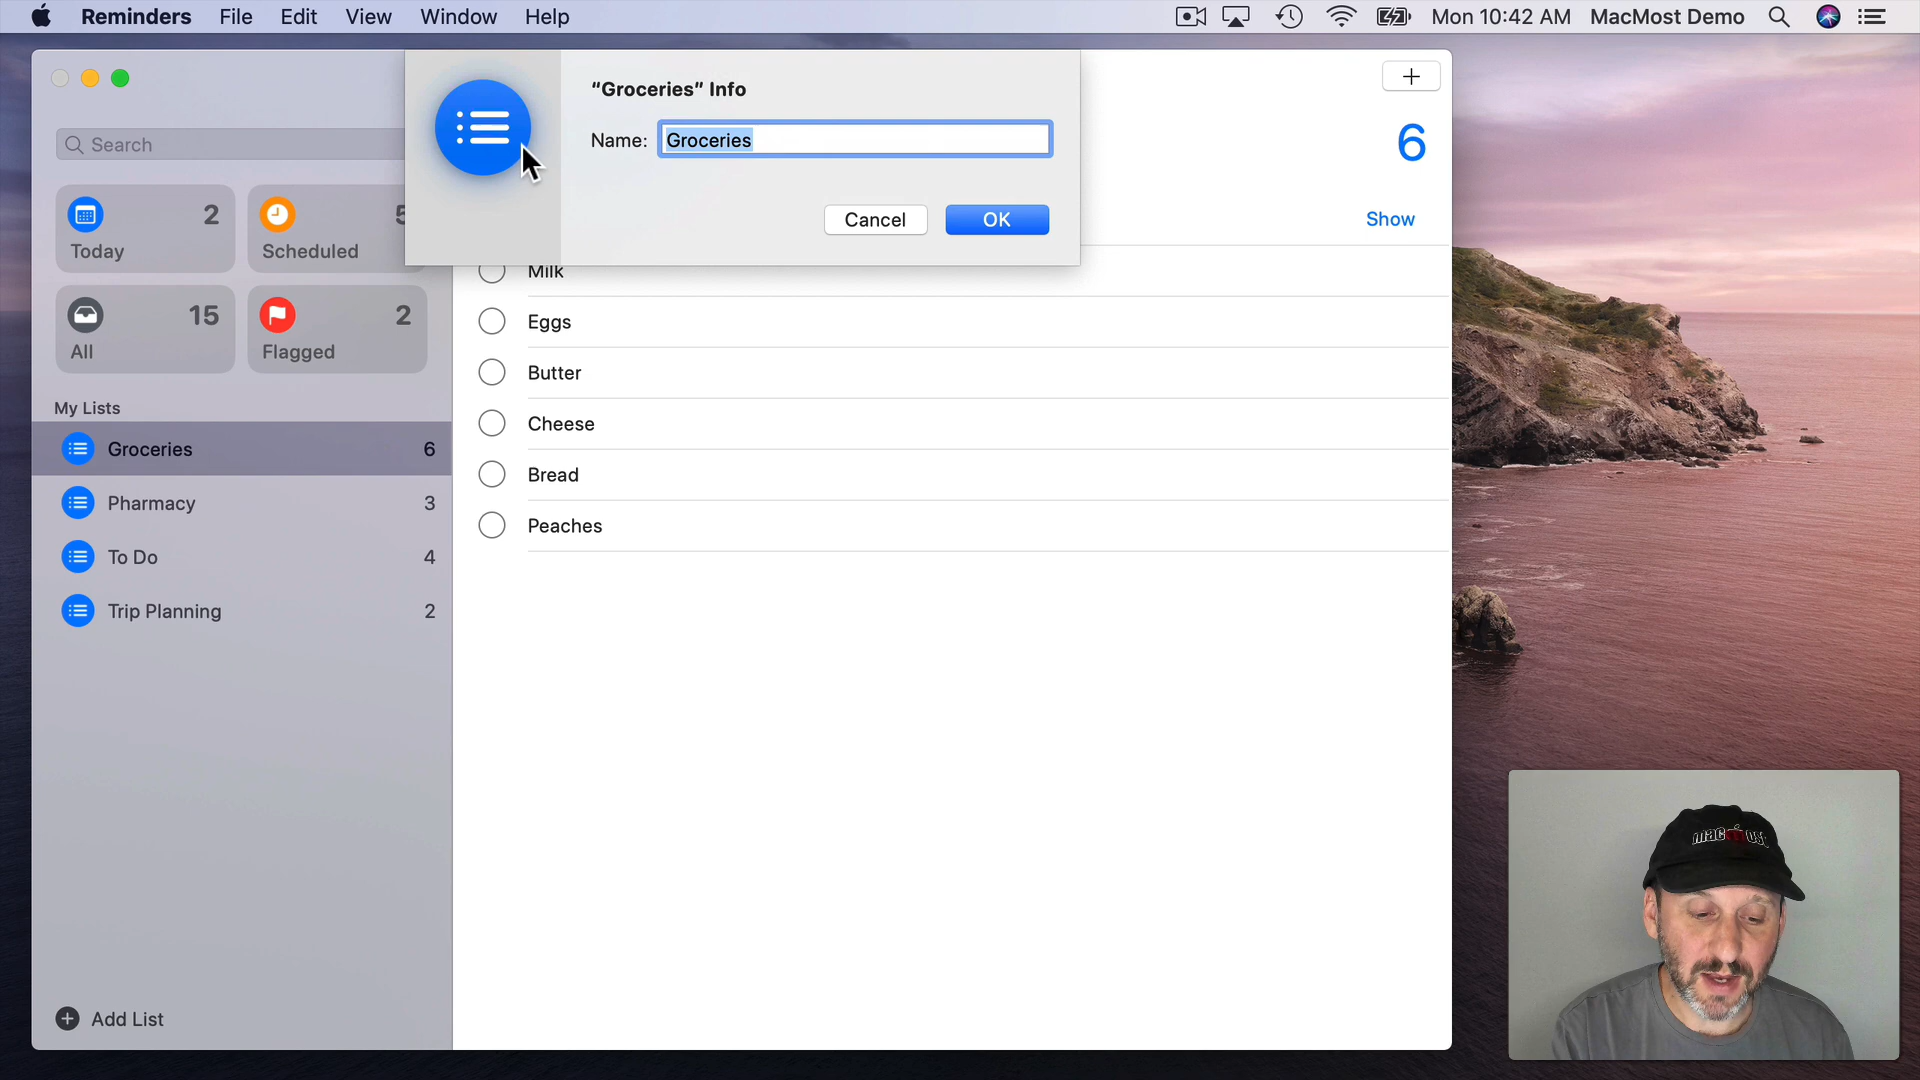 Reminders File Edit View Window Help Mon 10:42 AM MacMost Demo
"Groceries" Info
Name: Groceries
Cancel OK
Search
6
Show
2
Today
5
Scheduled
15
All
2
Flagged
My Lists
Groceries 6
Pharmacy 3
To Do 4
Trip Planning 2
Add List
Milk
Eggs
Butter
Cheese
Bread
Peaches